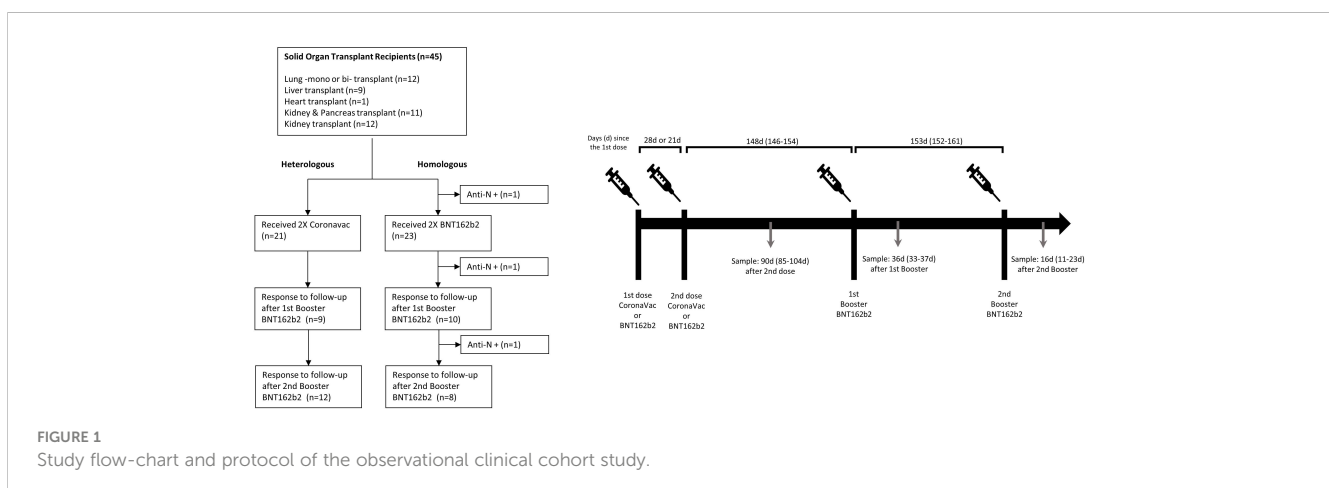 Solid Organ Transplant Recipients (n=45)
Lung -mono or bi- transplant (n=12)
Liver transplant (n=9)
Heart transplant (n=1)
Kidney & Pancreas transplant (n=11)
Kidney transplant (n=12)
Heterologous
Homologous
Anti-N + (n=1)
Received 2X Coronavac
(n=21)
Received 2X BNT162b2
(n=23)
Anti-N + (n=1)
Response to follow-up
after 1st Booster
BNT162b2 (n=9)
Response to follow-up
after 1st Booster
BNT162b2 (n=10)
Anti-N + (n=1)
Response to follow-up
after 2nd Booster
BNT162b2 (n=12)
Response to follow-up
after 2nd Booster
BNT162b2 (n=8)
Days (d) since
the 1st dose
28d or 21d
148d (146-154)
153d (152-161)
Sample: 90d (85-104d)
after 2nd dose
Sample: 36d (33-37d)
after 1st Booster
Sample: 16d (11-23d)
after 2nd Booster
1st dose
CoronaVac
or
BNT162b2
2nd dose
CoronaVac
or
BNT162b2
1st
Booster
BNT162b2
2nd
Booster
BNT162b2
FIGURE 1
Study flow-chart and protocol of the observational clinical cohort study.